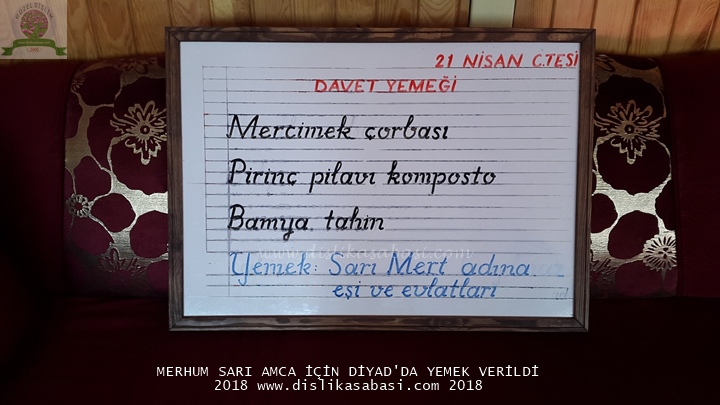 21 NİSAN C.TESİ
DAVET YEMEĞİ
Mercimek çorbası
Pirinç pilavı komposto
Bamya, tahin
www.dislikasabasi.com
Yemek: Sarı Mert adına
eşi ve evlatları
MERHUM SARI AMCA İÇİN DİYAD'DA YEMEK VERİLDİ
2018 www.dislikasabasi.com 2018